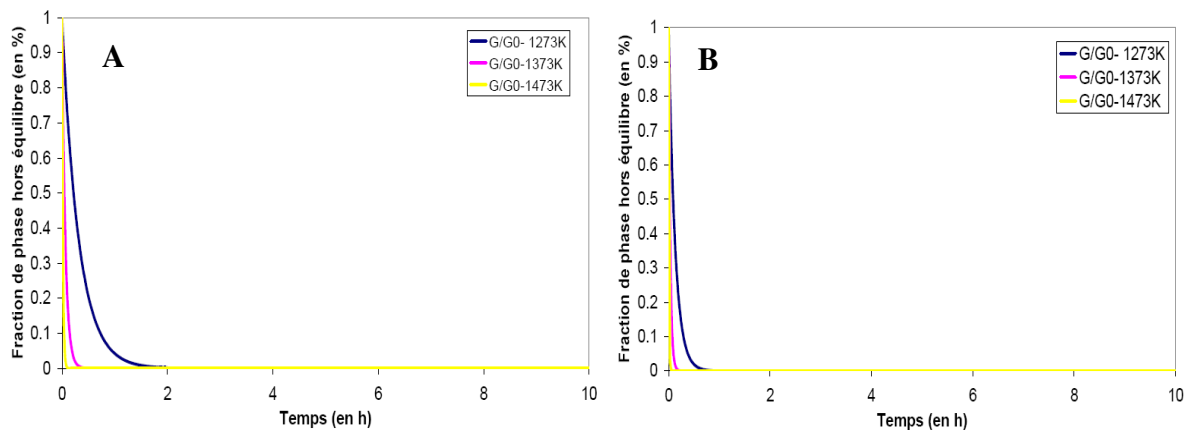 A
Fraction de phase hors équilibre (en %)
1
0.9
0.8
0.7
0.6
0.5
0.4
0.3
0.2
0.1
0
G/G0- 1273K
G/G0-1373K
G/G0-1473K
0 2 4 6 8 10
Temps (en h)
B
Fraction de phase hors équilibre (en %)
1
0.9
0.8
0.7
0.6
0.5
0.4
0.3
0.2
0.1
0
G/G0- 1273K
G/G0-1373K
G/G0-1473K
0 2 4 6 8 10
Temps (en h)